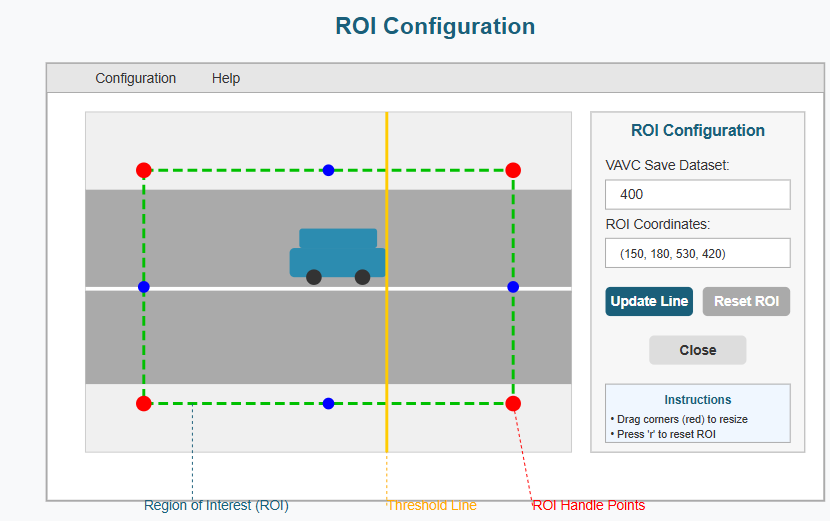 ROI Configuration
Configuration Help
ROI Configuration
VAVC Save Dataset:
400
ROI Coordinates:
(150, 180, 530, 420)
Update Line Reset ROI
Close
Instructions
• Drag corners (red) to resize
• Press 'r' to reset ROI
Region of Interest (ROI) Threshold Line ROI Handle Points